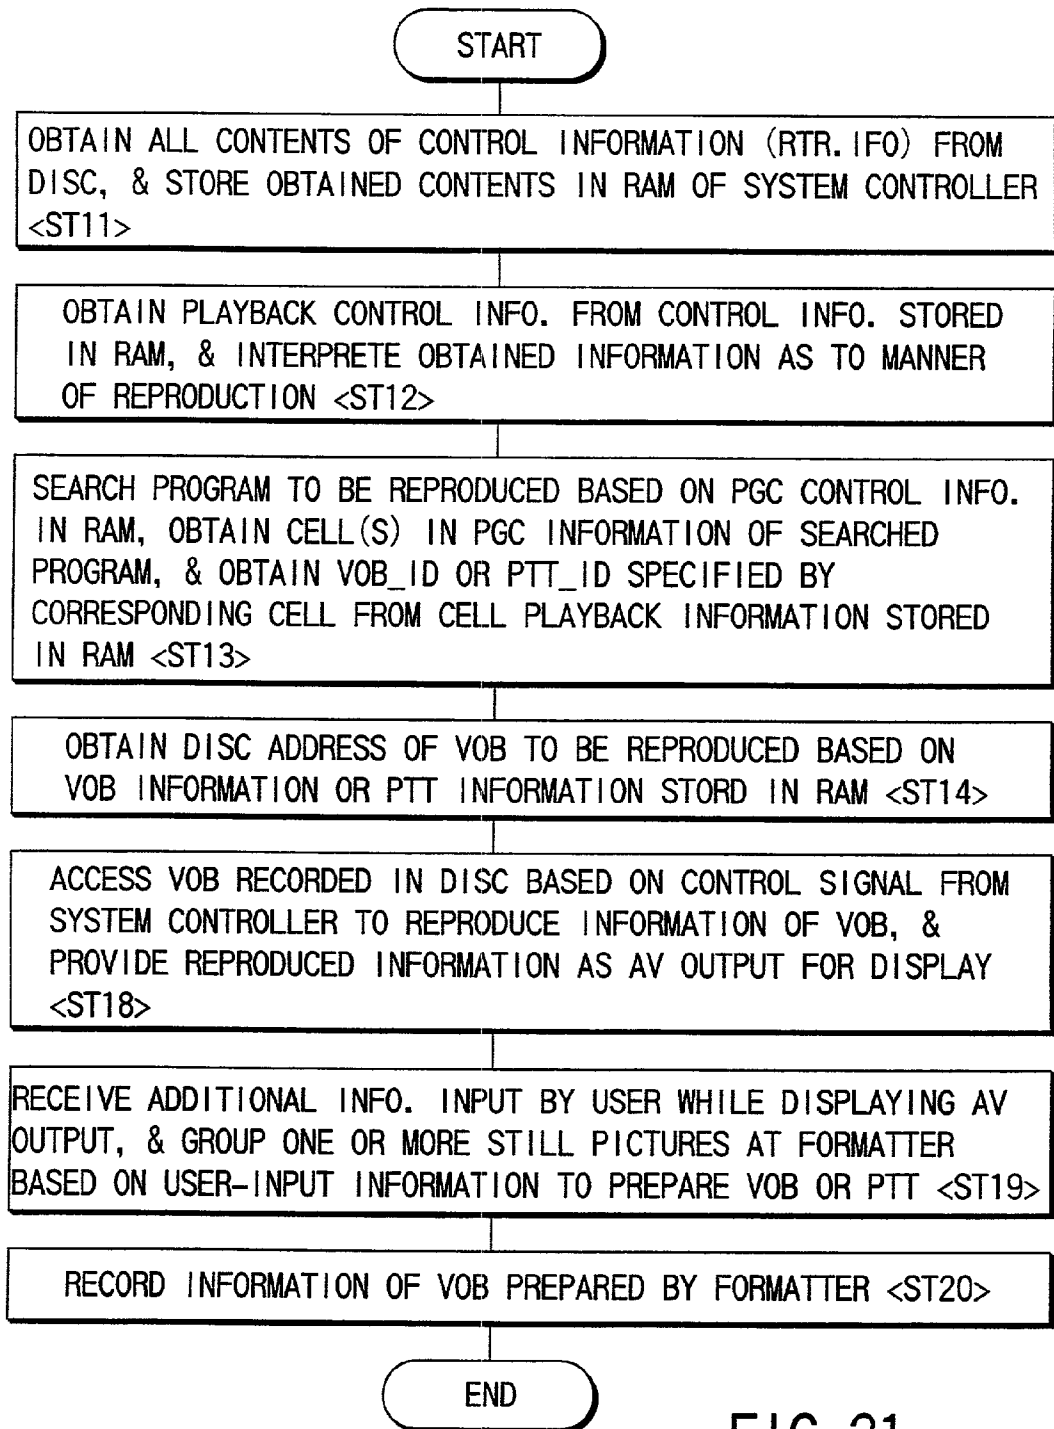 START
OBTAIN ALL CONTENTS OF CONTROL INFORMATION (RTR.IFO) FROM
DISC, & STORE OBTAINED CONTENTS IN RAM OF SYSTEM CONTROLLER
<ST11>
OBTAIN PLAYBACK CONTROL INFO. FROM CONTROL INFO. STORED
IN RAM, & INTERPRETE OBTAINED INFORMATION AS TO MANNER
OF REPRODUCTION <ST12>
SEARCH PROGRAM TO BE REPRODUCED BASED ON PGC CONTROL INFO.
IN RAM, OBTAIN CELL(S) IN PGC INFORMATION OF SEARCHED
PROGRAM, & OBTAIN VOB_ID OR PTT_ID SPECIFIED BY
CORRESPONDING CELL FROM CELL PLAYBACK INFORMATION STORED
IN RAM <ST13>
OBTAIN DISC ADDRESS OF VOB TO BE REPRODUCED BASED ON
VOB INFORMATION OR PTT INFORMATION STORD IN RAM <ST14>
ACCESS VOB RECORDED IN DISC BASED ON CONTROL SIGNAL FROM
SYSTEM CONTROLLER TO REPRODUCE INFORMATION OF VOB, &
PROVIDE REPRODUCED INFORMATION AS AV OUTPUT FOR DISPLAY
<ST18>
RECEIVE ADDITIONAL INFO. INPUT BY USER WHILE DISPLAYING AV
OUTPUT, & GROUP ONE OR MORE STILL PICTURES AT FORMATTER
BASED ON USER-INPUT INFORMATION TO PREPARE VOB OR PTT <ST19>
RECORD INFORMATION OF VOB PREPARED BY FORMATTER <ST20>
END
FIG. 21